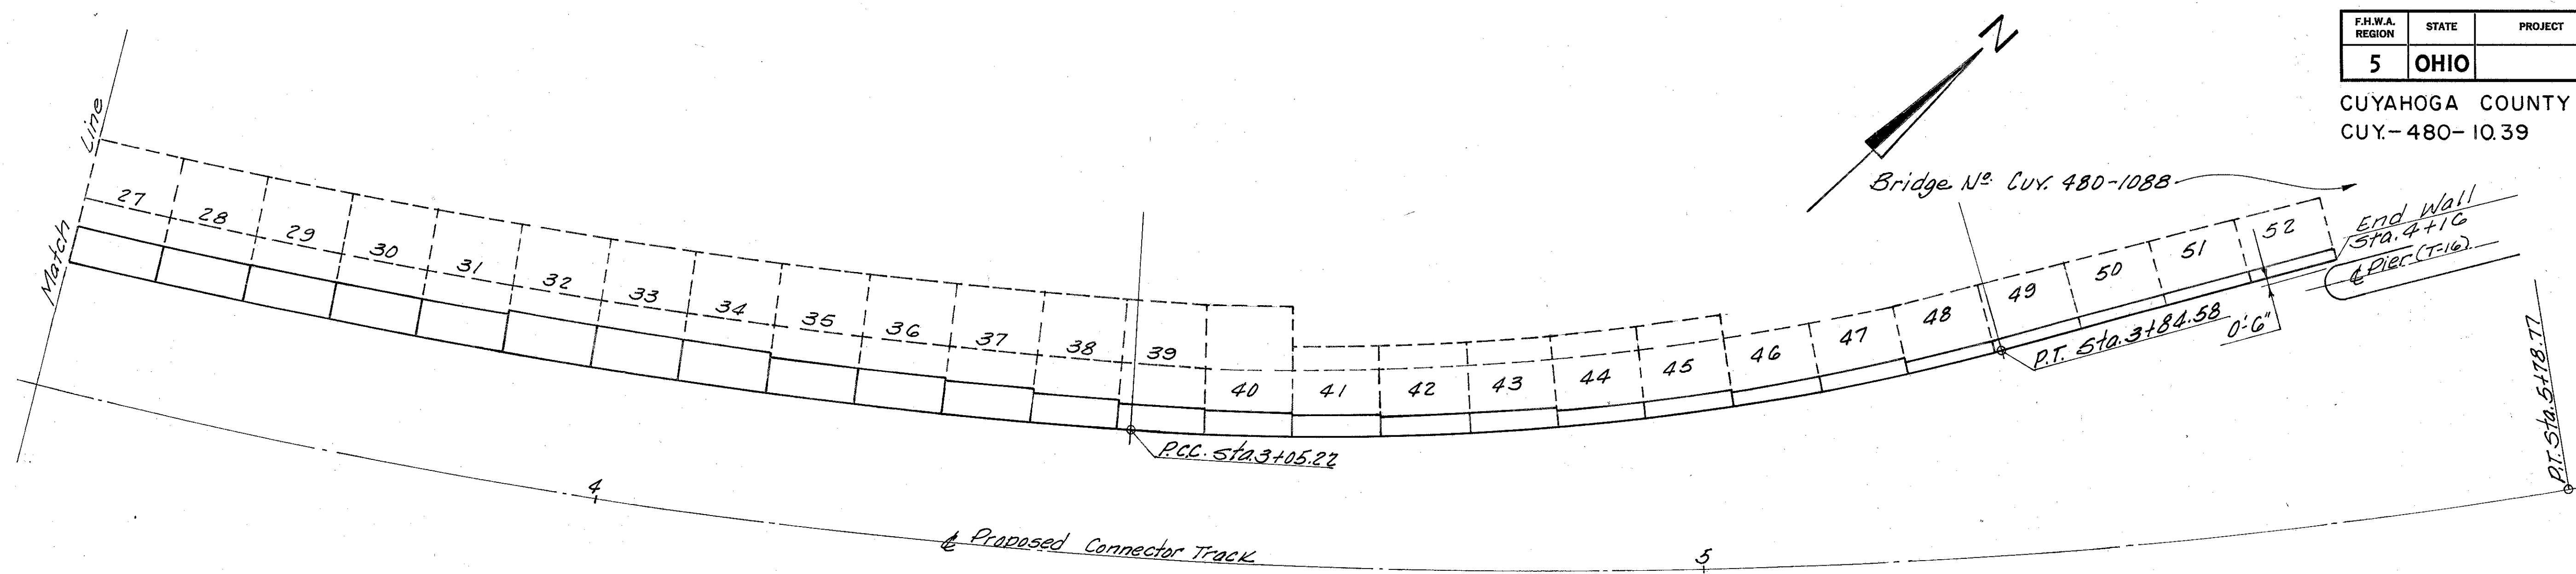 F.H.W.A. REGION STATE PROJECT
5 OHIO
CUYAHOGA COUNTY
CUY.-480-10.39
N
Bridge Nº. CUY. 480-1088
Match Line
27 28 29 30 31 32 33 34 35 36 37 38 39 40 41 42 43 44 45 46 47 48 49 50 51 52
End Wall
Sta. 4+16
℄ Pier (T-16)
0'-6"
P.T. Sta. 3+84.58
P.T. Sta. 5+78.77
P.C.C. Sta. 3+05.22
4
℄ Proposed Connector Track
5